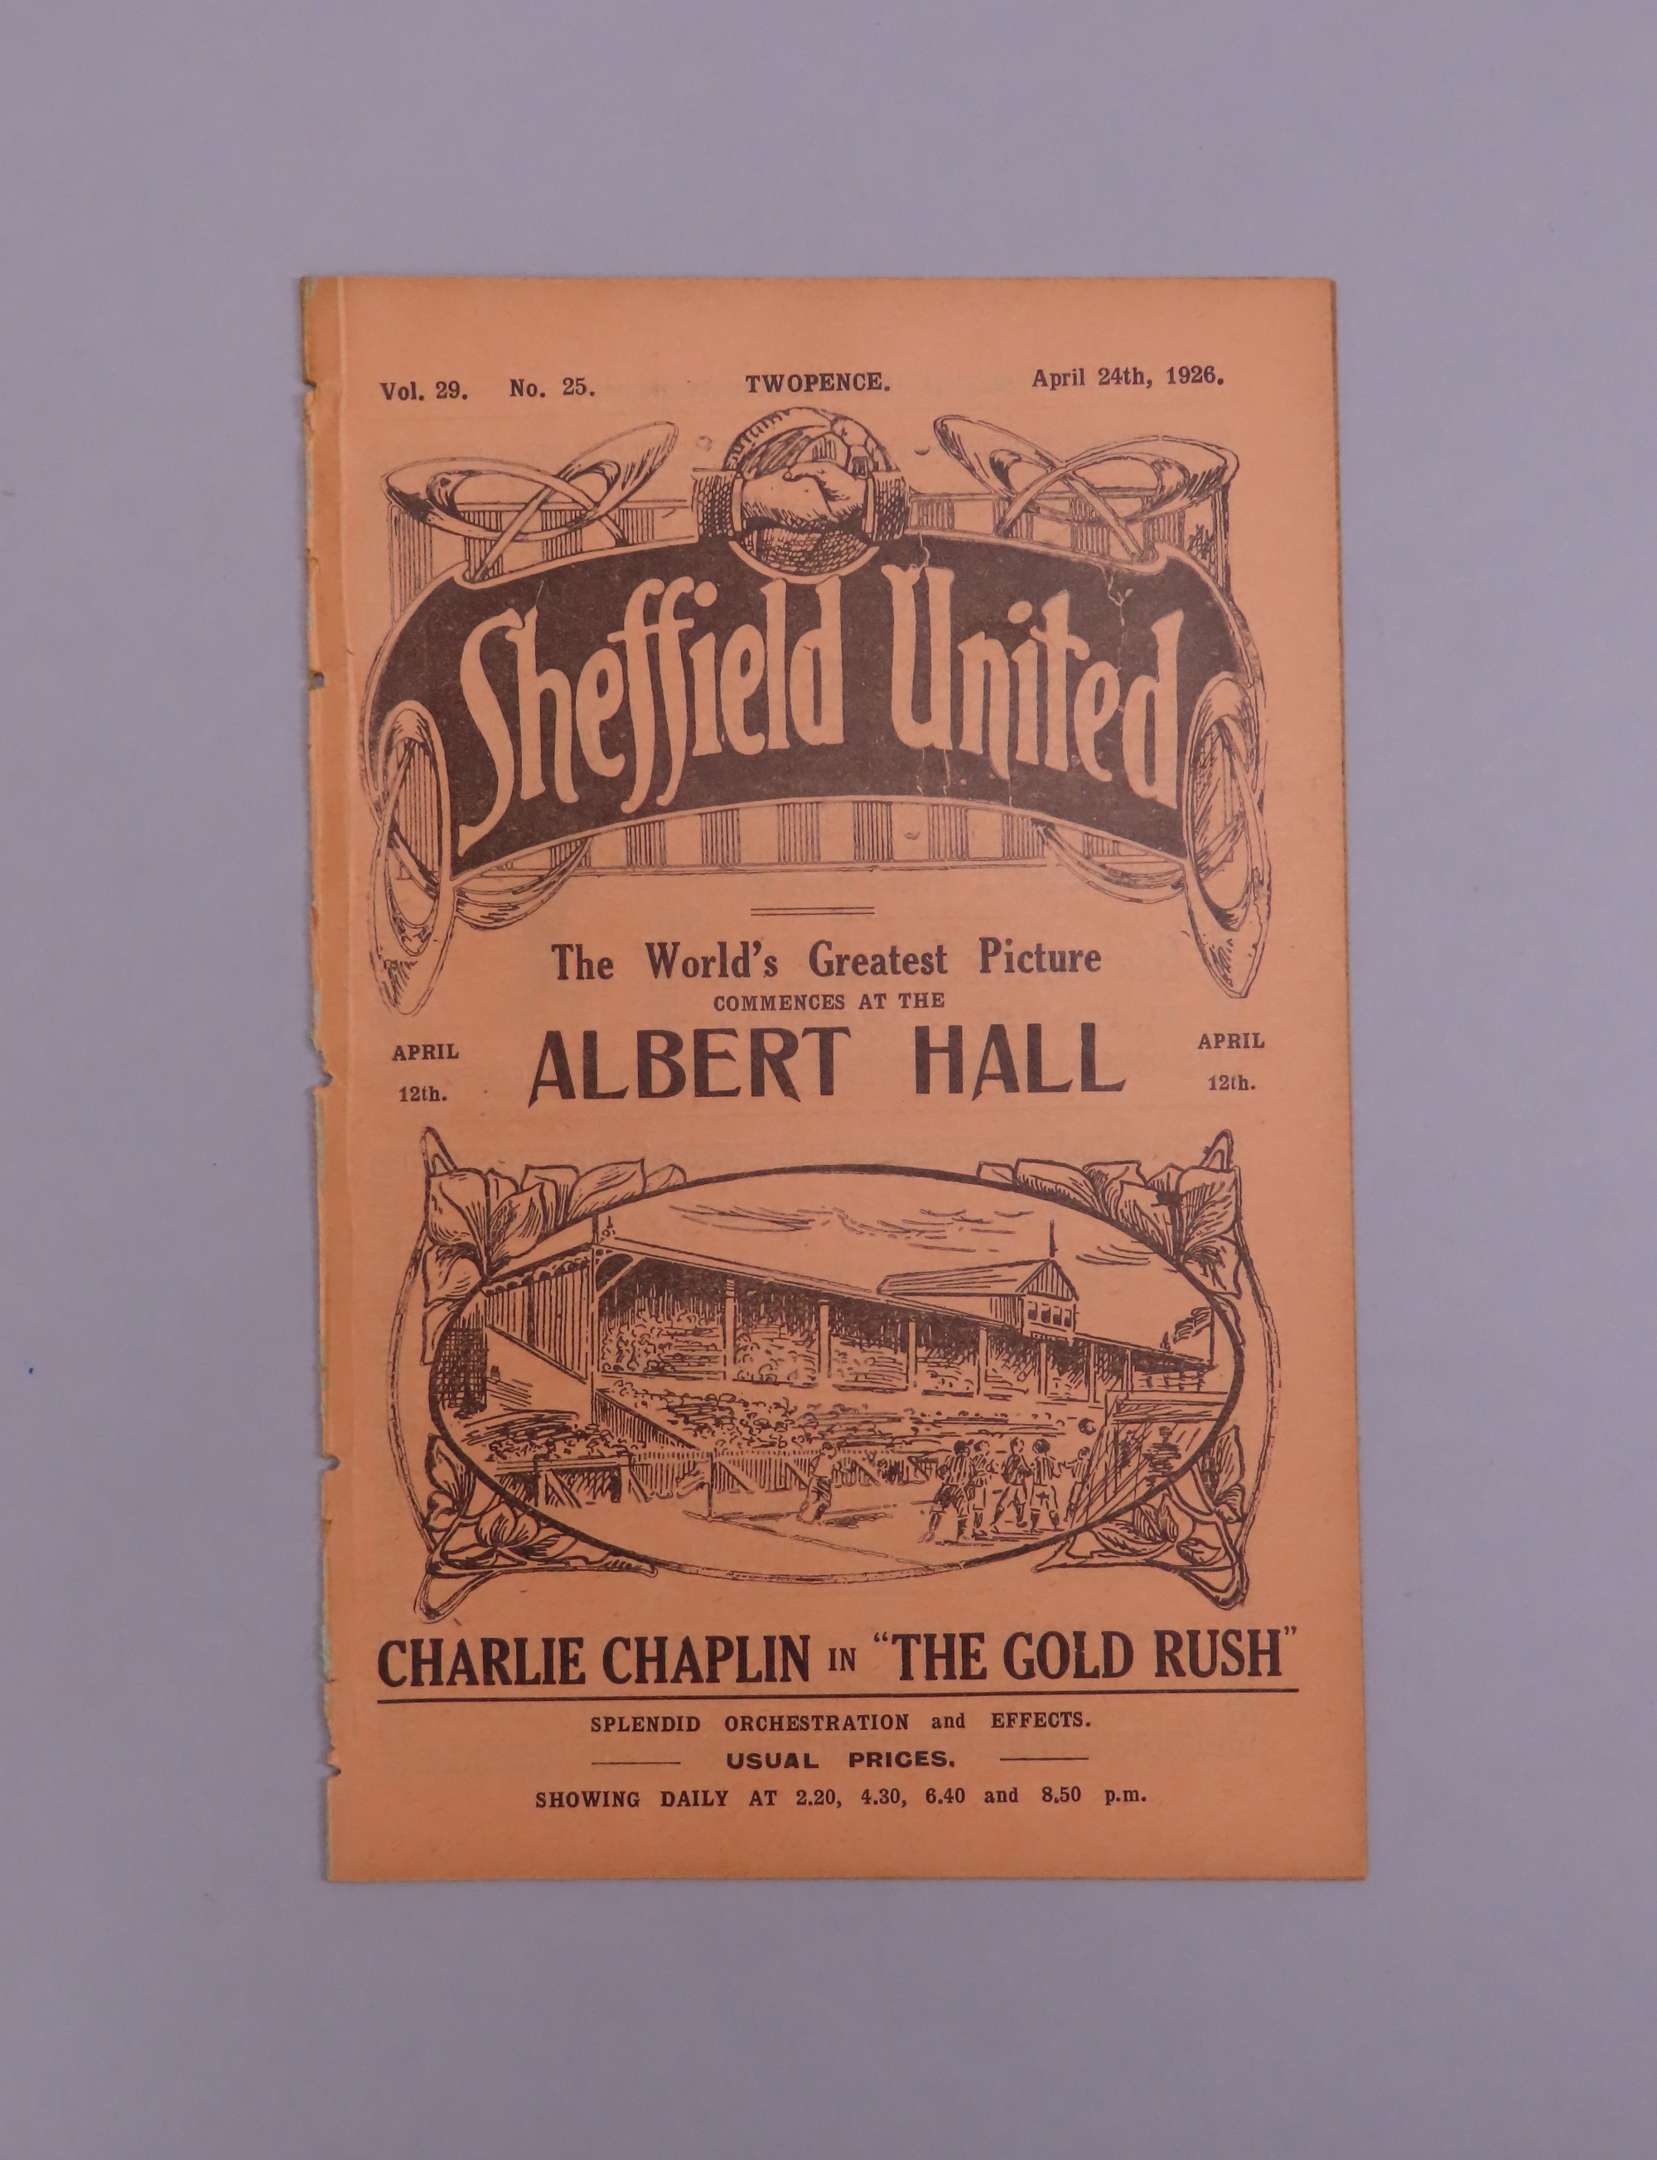 Vol. 29. No. 25. TWOPENCE. April 24th, 1926.
Sheffield United
The World's Greatest Picture
COMMENCES AT THE
APRIL 12th. ALBERT HALL APRIL 12th.
CHARLIE CHAPLIN IN "THE GOLD RUSH"
SPLENDID ORCHESTRATION and EFFECTS.
USUAL PRICES.
SHOWING DAILY AT 2.20, 4.30, 6.40 and 8.50 p.m.